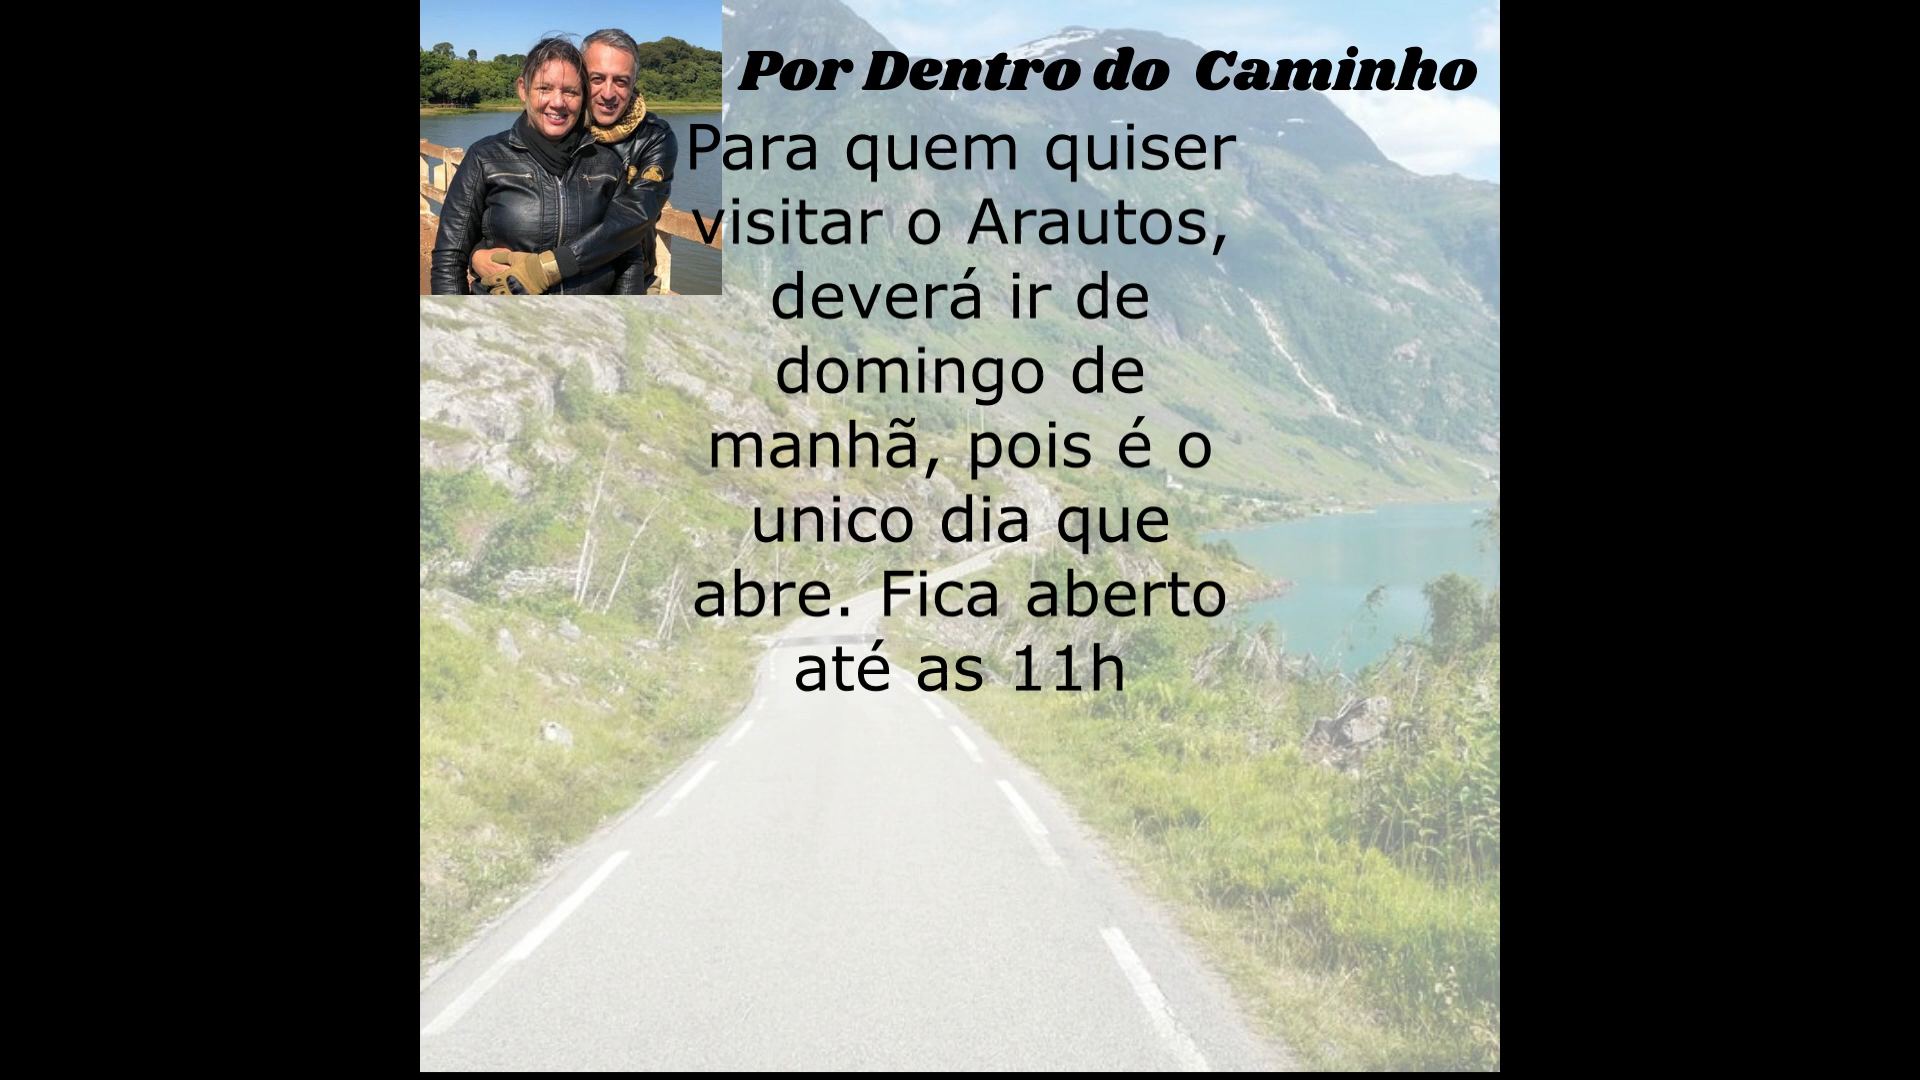 Por Dentro do Caminho
Para quem quiser
visitar o Arautos,
deverá ir de
domingo de
manhã, pois é o
unico dia que
abre. Fica aberto
até as 11h